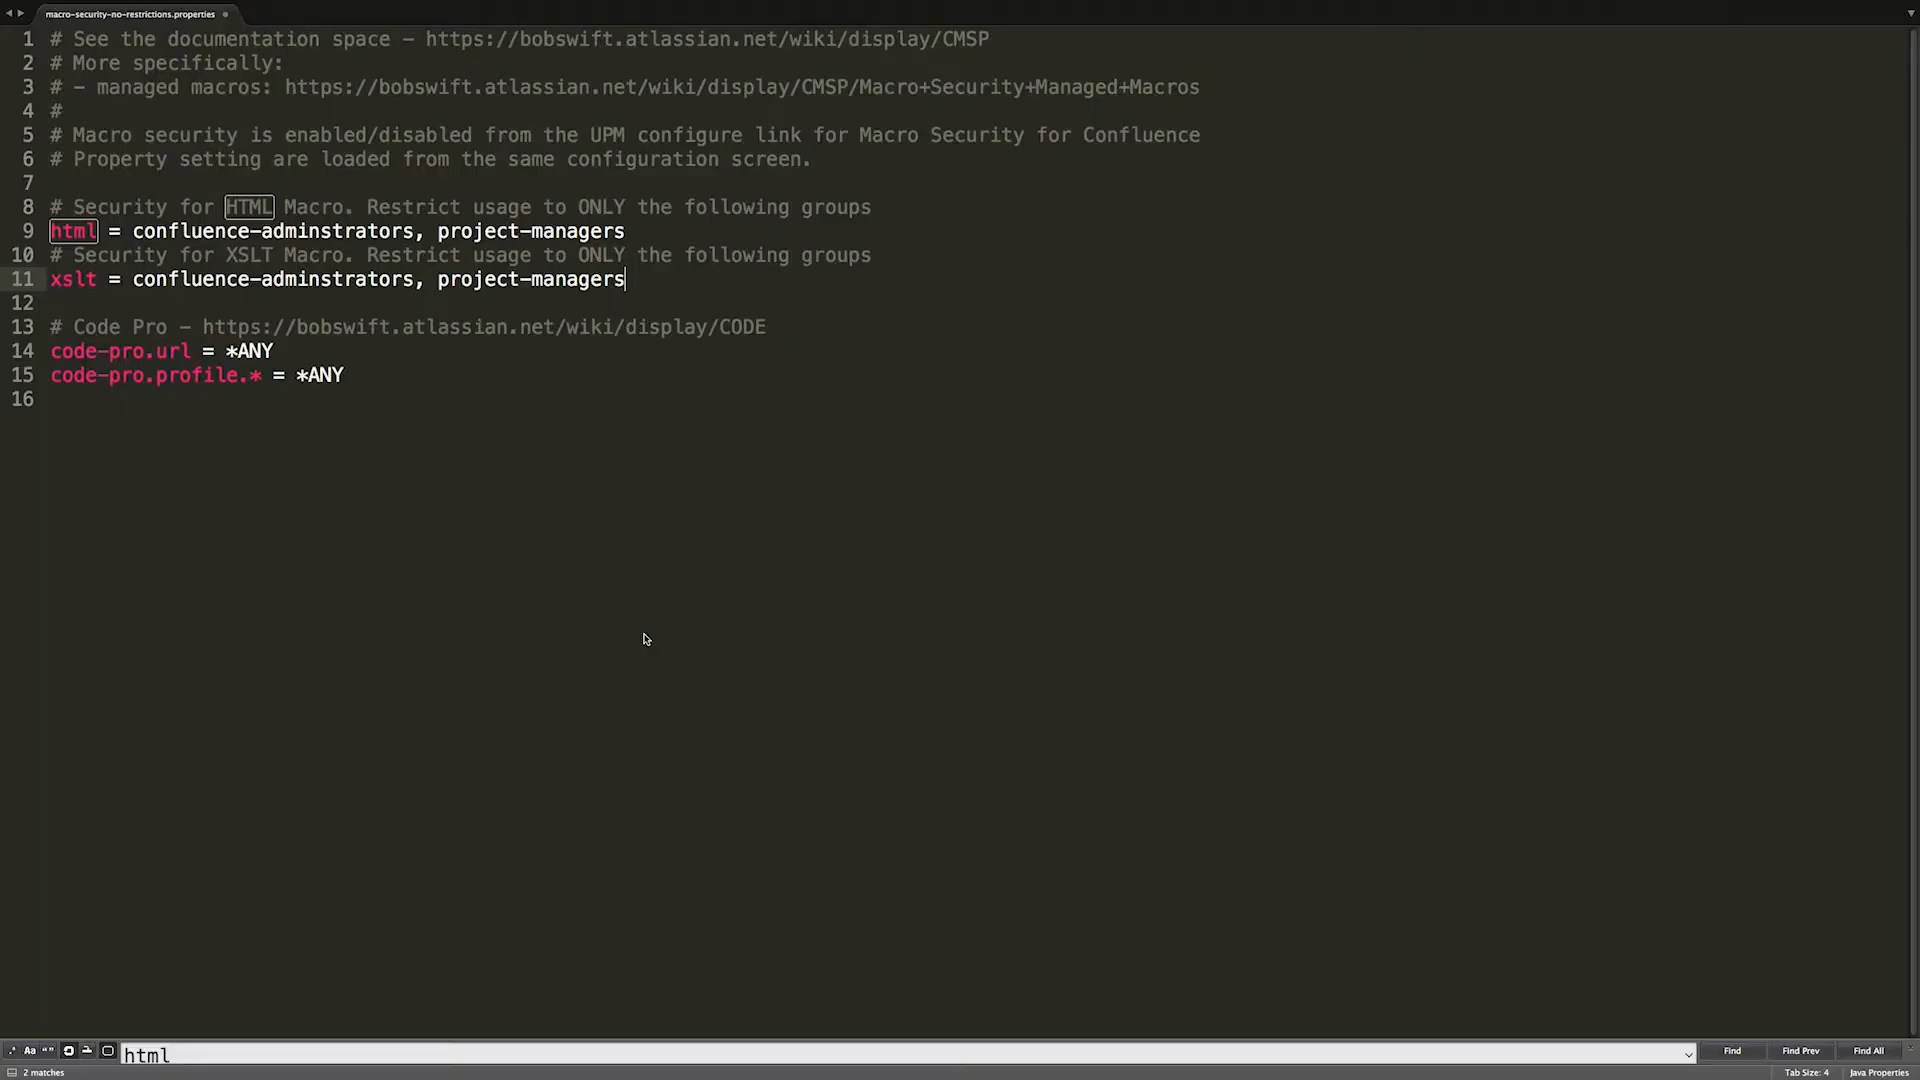 macro-security-no-restrictions.properties
1 # See the documentation space – https://bobswift.atlassian.net/wiki/display/CMSP
2 # More specifically:
3 # – managed macros: https://bobswift.atlassian.net/wiki/display/CMSP/Macro+Security+Managed+Macros
4 #
5 # Macro security is enabled/disabled from the UPM configure link for Macro Security for Confluence
6 # Property setting are loaded from the same configuration screen.
7
8 # Security for HTML Macro. Restrict usage to ONLY the following groups
9 html = confluence-adminstrators, project-managers
10 # Security for XSLT Macro. Restrict usage to ONLY the following groups
11 xslt = confluence-adminstrators, project-managers
12
13 # Code Pro – https://bobswift.atlassian.net/wiki/display/CODE
14 code-pro.url = *ANY
15 code-pro.profile.* = *ANY
16
.* Aa “” html Find Find Prev Find All
2 matches Tab Size: 4 Java Properties